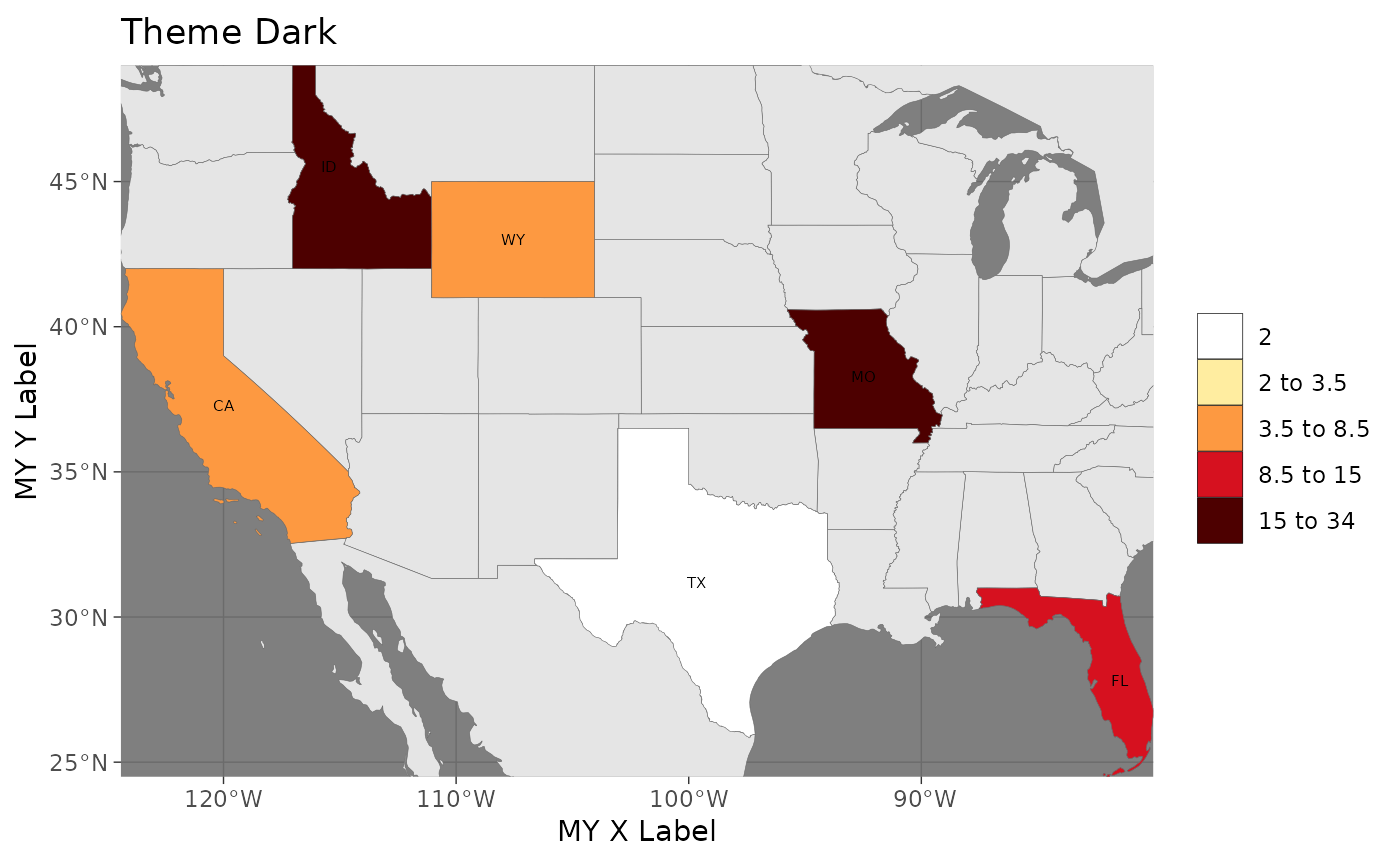 Theme Dark
ID
WY
CA
MO
TX
FL
45°N
40°N
35°N
30°N
25°N
120°W
110°W
100°W
90°W
MY X Label
MY Y Label
2
2 to 3.5
3.5 to 8.5
8.5 to 15
15 to 34